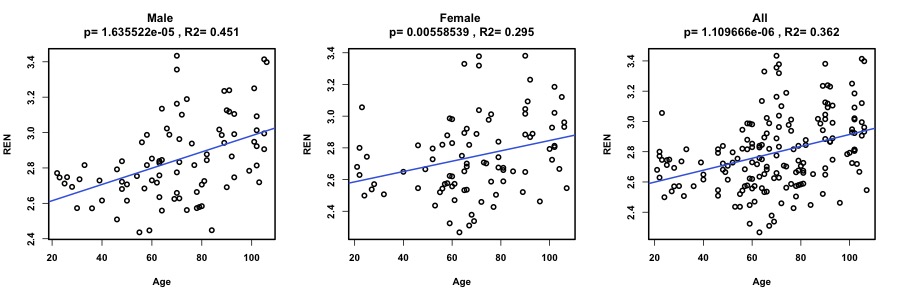 Male
p= 1.635522e-05 , R2= 0.451
REN
2.4 2.6 2.8 3.0 3.2 3.4
20 40 60 80 100
Age
Female
p= 0.00558539 , R2= 0.295
REN
2.4 2.6 2.8 3.0 3.2 3.4
20 40 60 80 100
Age
All
p= 1.109666e-06 , R2= 0.362
REN
2.4 2.6 2.8 3.0 3.2 3.4
20 40 60 80 100
Age